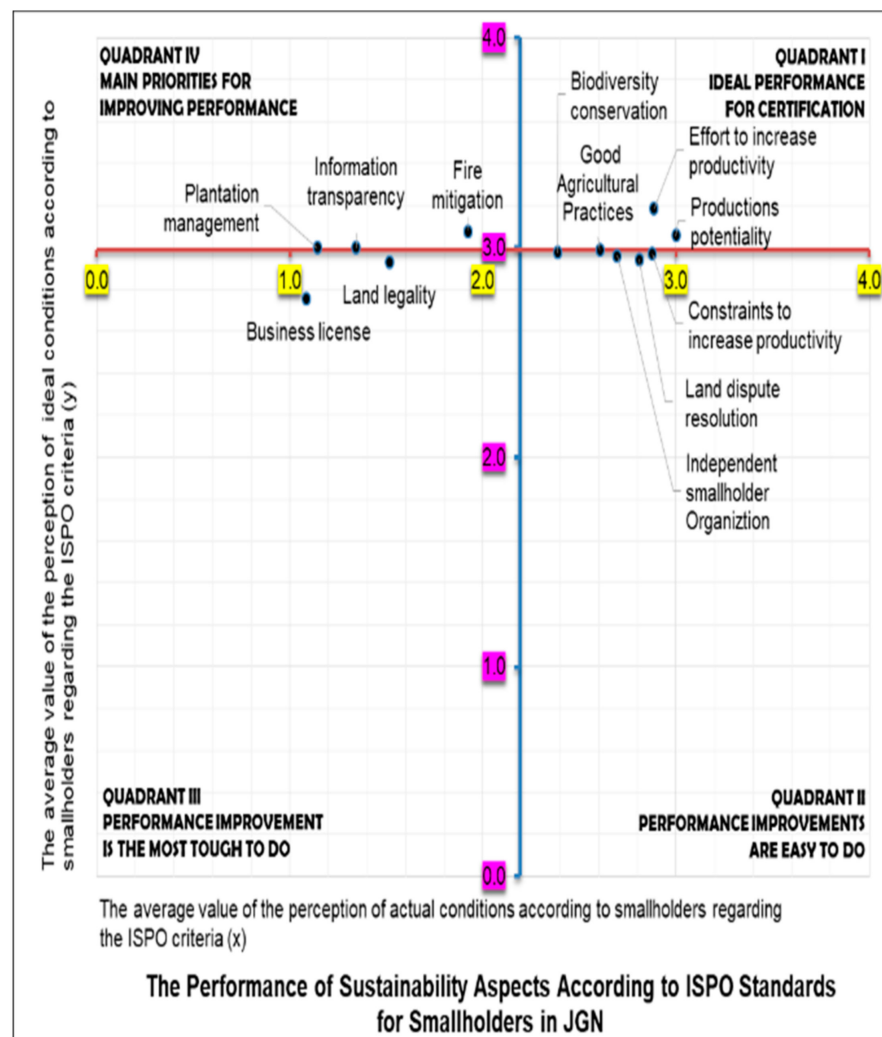 The average value of the perception of ideal conditions according to
smallholders regarding the ISPO criteria (y)
QUADRANT IV
MAIN PRIORITIES FOR
IMPROVING PERFORMANCE
4.0
QUADRANT I
IDEAL PERFORMANCE
FOR CERTIFICATION
Biodiversity
conservation
Effort to increase
productivity
Information
transparency
Fire
mitigation
Good
Agricultural
Practices
Plantation
management
Productions
potentiality
3.0
0.0
1.0
2.0
3.0
4.0
Land legality
Business license
Constraints to
increase productivity
Land dispute
resolution
2.0
Independent
smallholder
Organiztion
1.0
QUADRANT III
PERFORMANCE IMPROVEMENT
IS THE MOST TOUGH TO DO
QUADRANT II
PERFORMANCE IMPROVEMENTS
ARE EASY TO DO
0.0
The average value of the perception of actual conditions according to smallholders regarding
the ISPO criteria (x)
The Performance of Sustainability Aspects According to ISPO Standards
for Smallholders in JGN